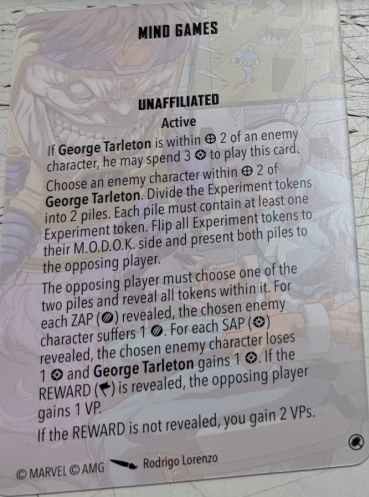 MIND GAMES
UNAFFILIATED
Active
If George Tarleton is within 2 of an enemy
character, he may spend 3 to play this card.
Choose an enemy character within 2 of
George Tarleton. Divide the Experiment tokens
into 2 piles. Each pile must contain at least one
Experiment token. Flip all Experiment tokens to
their M.O.D.O.K. side and present both piles to
the opposing player.
The opposing player must choose one of the
two piles and reveal all tokens within it. For
each ZAP () revealed, the chosen enemy
character suffers 1 . For each SAP ()
revealed, the chosen enemy character loses
1 and George Tarleton gains 1 . If the
REWARD () is revealed, the opposing player
gains 1 VP.
If the REWARD is not revealed, you gain 2 VPs.
© MARVEL © AMG Rodrigo Lorenzo